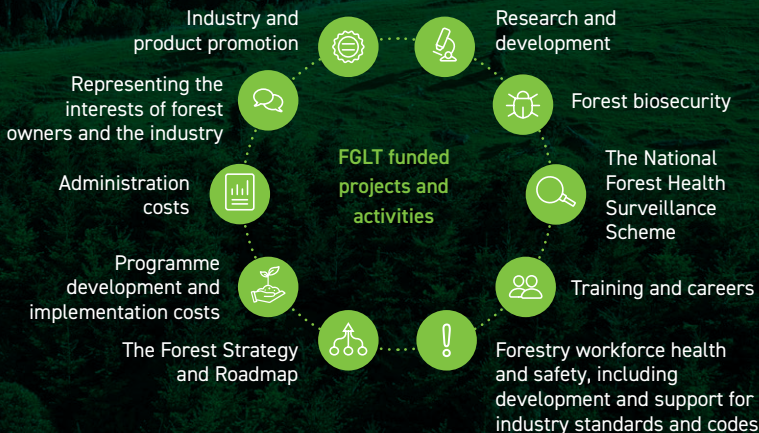 Industry and
product promotion
Research and
development
Representing the
interests of forest
owners and the industry
Forest biosecurity
FGLT funded
projects and
activities
Administration
costs
The National
Forest Health
Surveillance
Scheme
Programme
development and
implementation costs
Training and careers
The Forest Strategy
and Roadmap
Forestry workforce health
and safety, including
development and support for
industry standards and codes